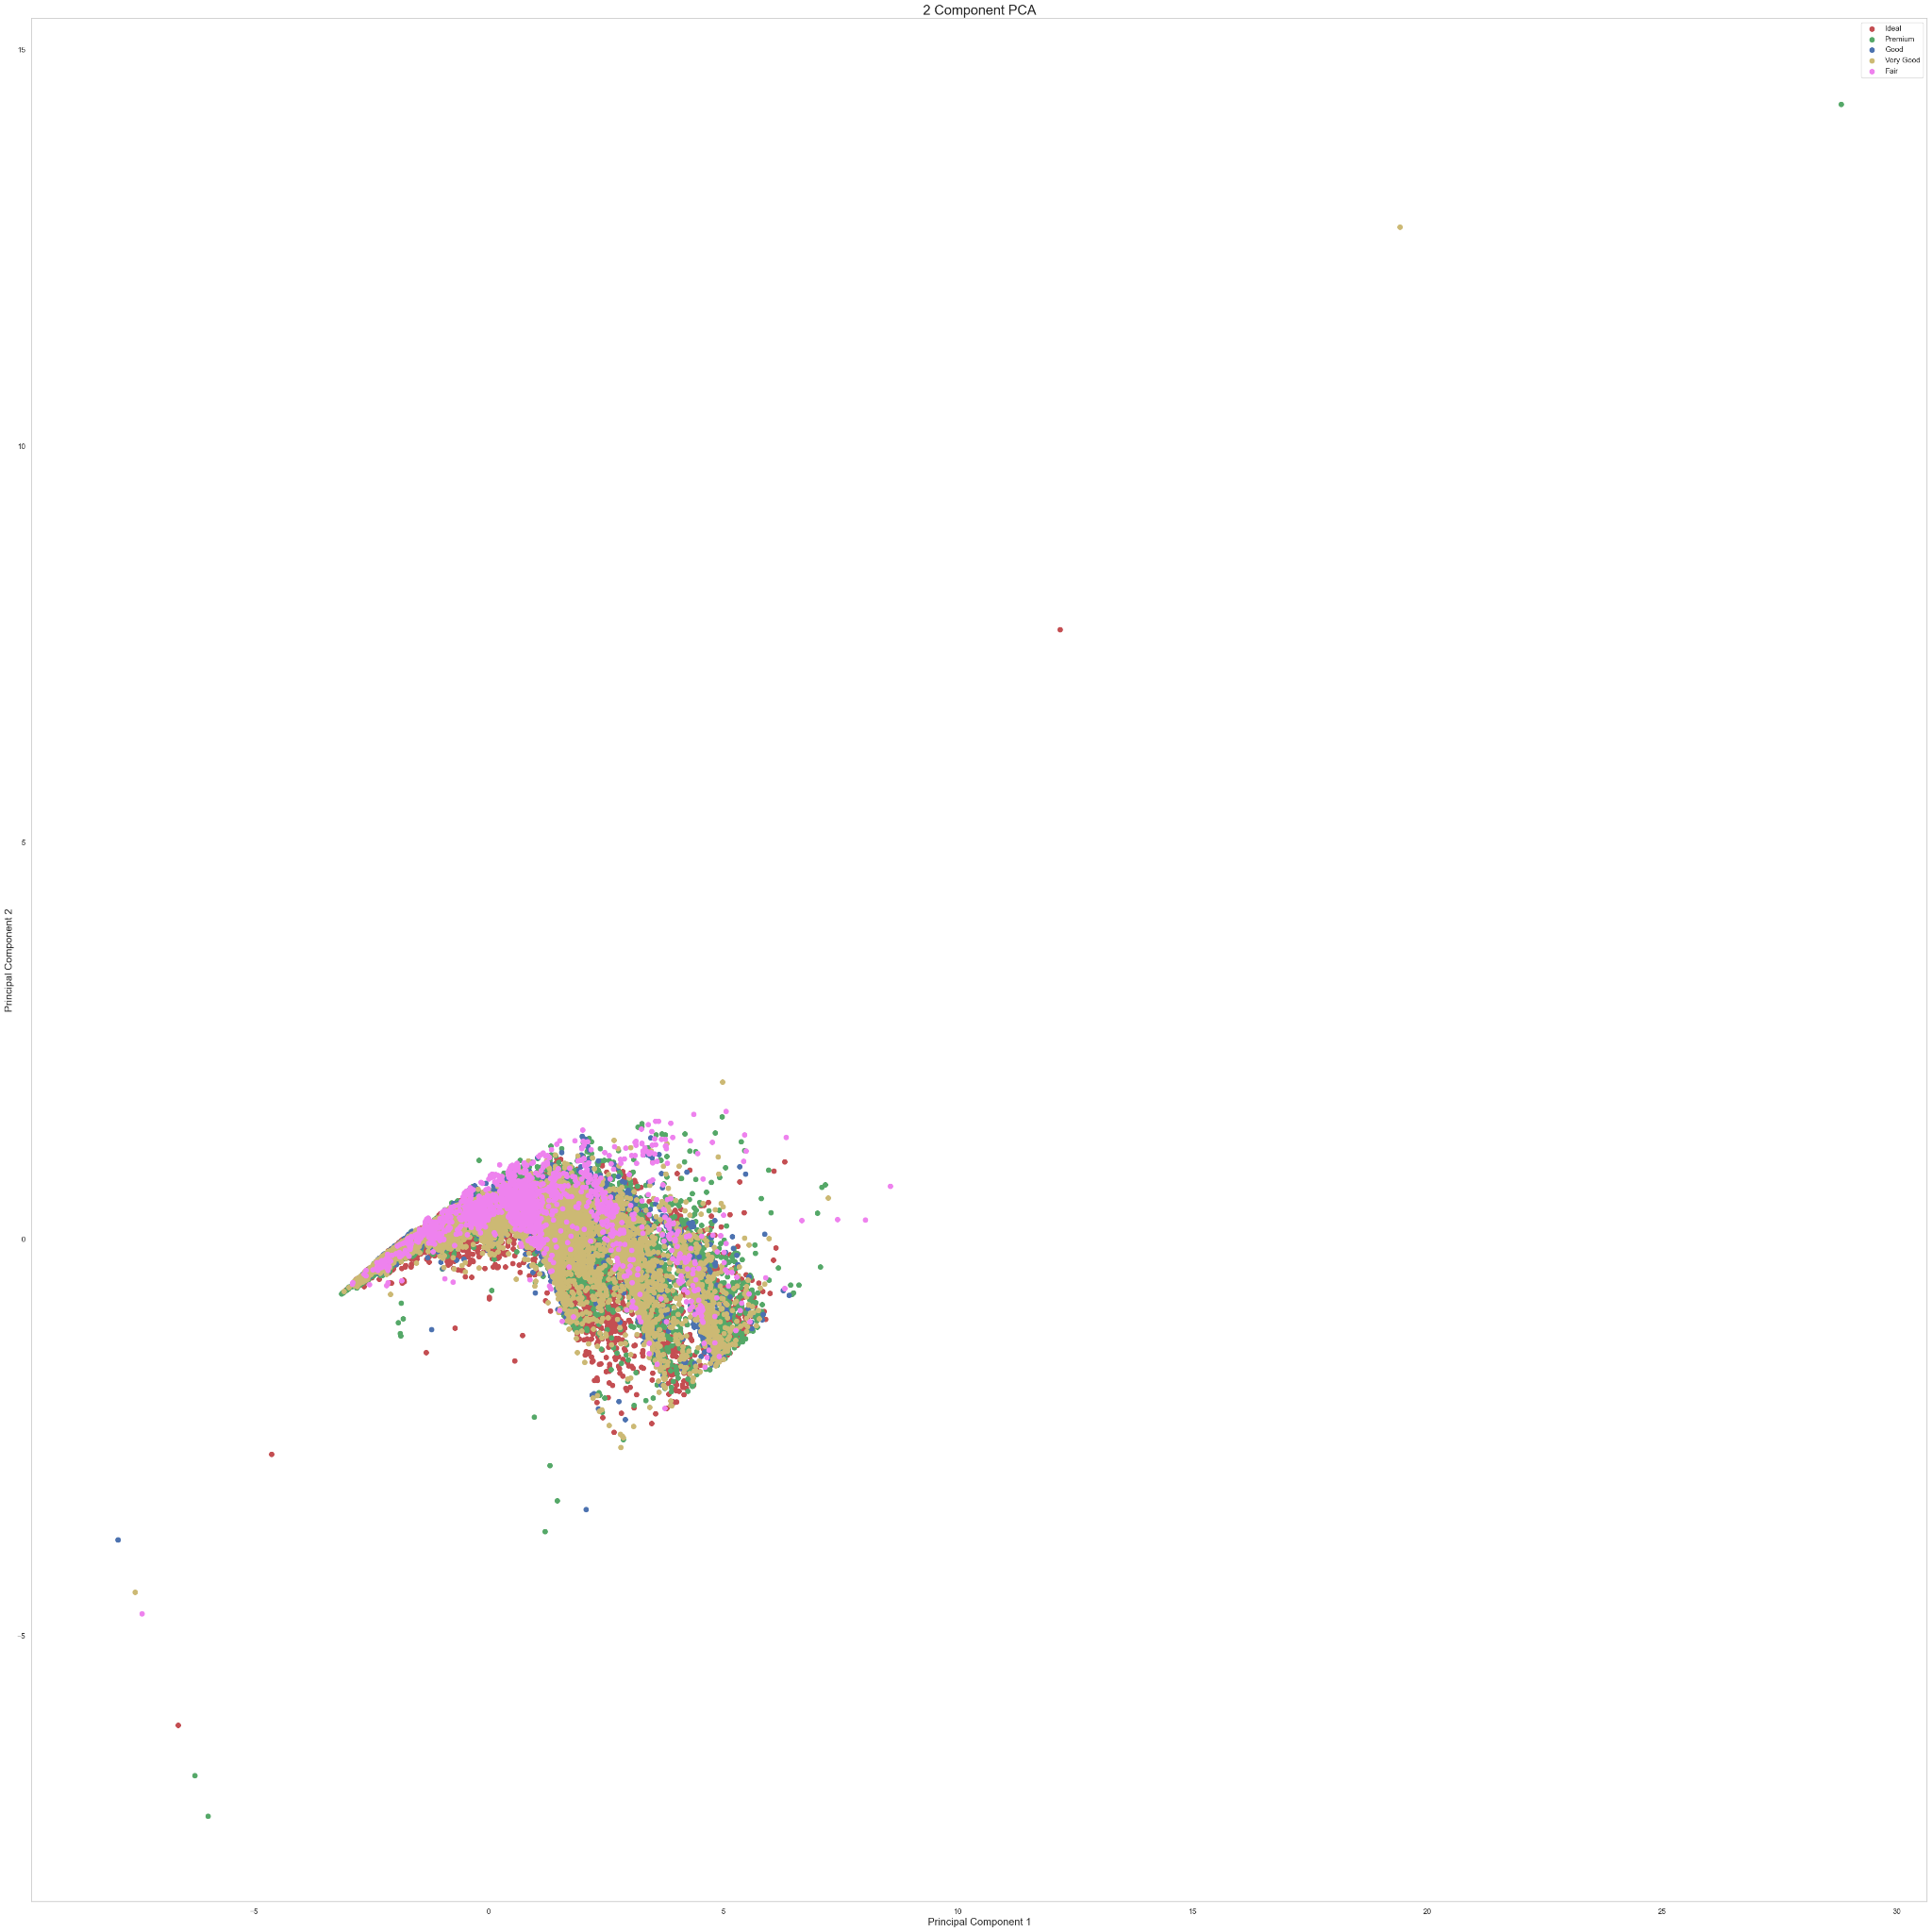 2 Component PCA
Ideal
Premium
Good
Very Good
Fair
15
10
5
0
−5
Principal Component 2
−5
0
5
10
15
20
25
30
Principal Component 1